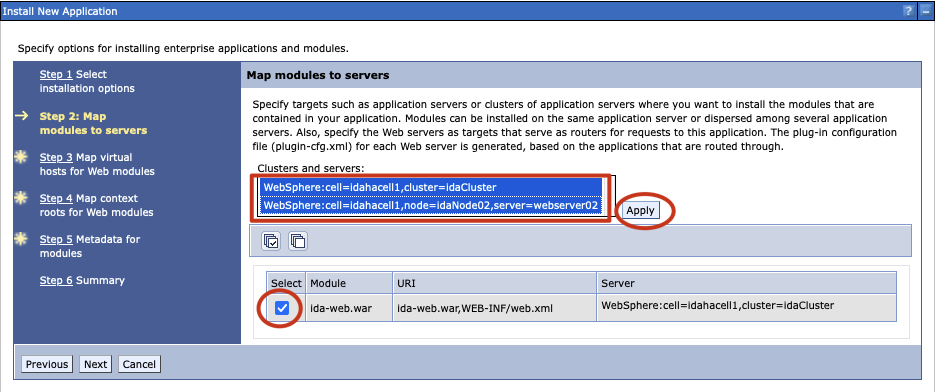 Install New Application
?
Specify options for installing enterprise applications and modules.
Step 1 Select
installation options
Step 2: Map
modules to servers
Step 3 Map virtual
hosts for Web modules
Step 4 Map context
roots for Web modules
Step 5 Metadata for
modules
Step 6 Summary
Map modules to servers
Specify targets such as application servers or clusters of application servers where you want to install the modules that are
contained in your application. Modules can be installed on the same application server or dispersed among several application
servers. Also, specify the Web servers as targets that serve as routers for requests to this application. The plug-in configuration
file (plugin-cfg.xml) for each Web server is generated, based on the applications that are routed through.
Clusters and servers:
WebSphere:cell=idahacell1,cluster=idaCluster
WebSphere:cell=idahacell1,node=idaNode02,server=webserver02
Apply
Select Module URI Server
ida-web.war ida-web.war,WEB-INF/web.xml WebSphere:cell=idahacell1,cluster=idaCluster
Previous Next Cancel